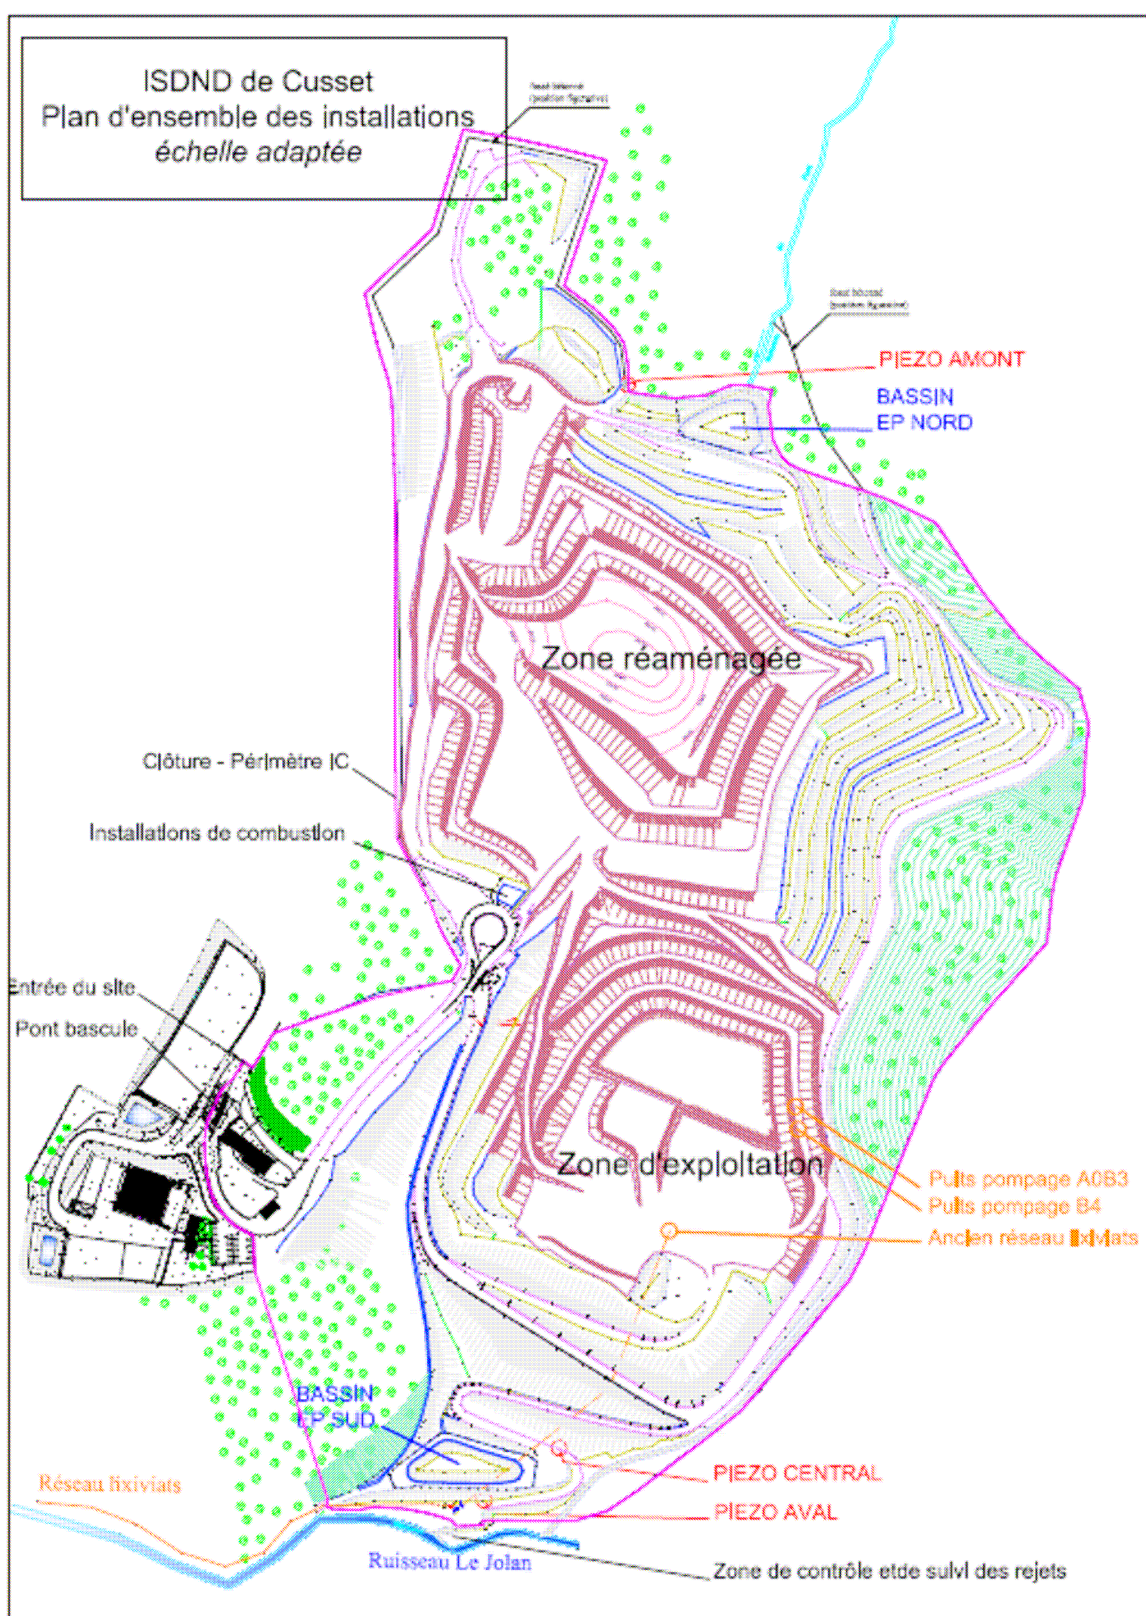 ISDND de Cusset
Plan d'ensemble des installations
échelle adaptée
PIEZO AMONT
BASSIN
EP NORD
Zone réaménagée
Clôture - Périmètre IC
Installations de combustion
Entrée du site
Pont bascule
Zone d'exploitation
Puits pompage A0B3
Puits pompage B4
Ancien réseau lixiviats
BASSIN
EP SUD
PIEZO CENTRAL
Réseau lixiviats
PIEZO AVAL
Ruisseau Le Jolan
Zone de contrôle etde suivi des rejets